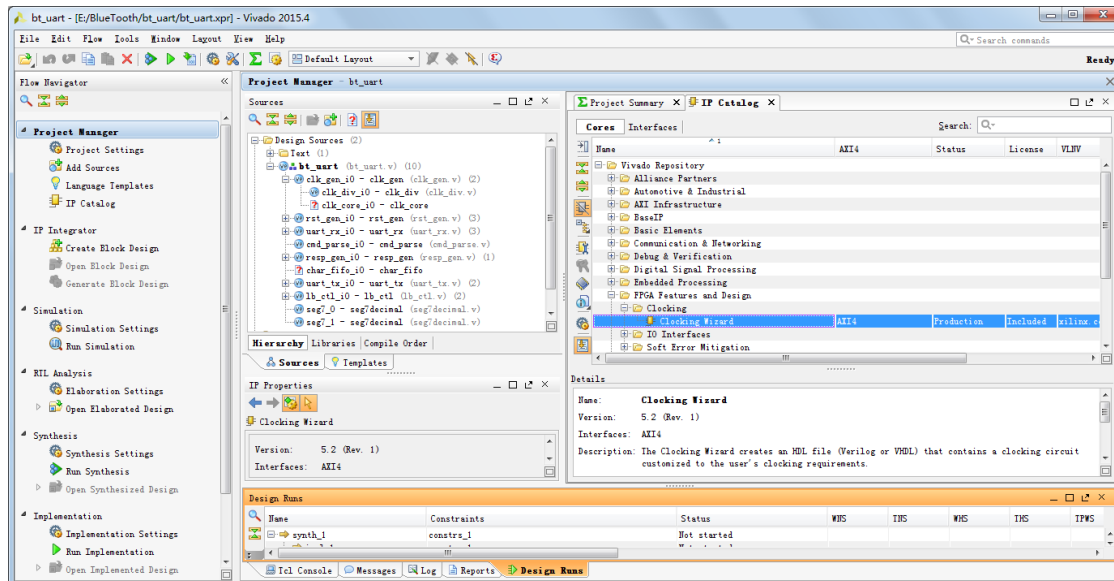 bt_uart - [E:/BlueTooth/bt_uart/bt_uart.xpr] - Vivado 2015.4
File Edit Flow Tools Window Layout View Help
Search commands
Default Layout
Ready
Flow Navigator
Project Manager
Project Settings
Add Sources
Language Templates
IP Catalog
IP Integrator
Create Block Design
Open Block Design
Generate Block Design
Simulation
Simulation Settings
Run Simulation
RTL Analysis
Elaboration Settings
Open Elaborated Design
Synthesis
Synthesis Settings
Run Synthesis
Open Synthesized Design
Implementation
Implementation Settings
Run Implementation
Open Implemented Design
Project Manager - bt_uart
Sources
Design Sources (2)
Text (1)
bt_uart (bt_uart.v) (10)
clk_gen_i0 - clk_gen (clk_gen.v) (2)
clk_div_i0 - clk_div (clk_div.v)
clk_core_i0 - clk_core
rst_gen_i0 - rst_gen (rst_gen.v) (3)
uart_rx_i0 - uart_rx (uart_rx.v) (3)
cmd_parse_i0 - cmd_parse (cmd_parse.v)
resp_gen_i0 - resp_gen (resp_gen.v) (1)
char_fifo_i0 - char_fifo
uart_tx_i0 - uart_tx (uart_tx.v) (2)
lb_ctl_i0 - lb_ctl (lb_ctl.v) (2)
seg7_0 - seg7decimal (seg7decimal.v)
seg7_1 - seg7decimal (seg7decimal.v)
Hierarchy Libraries Compile Order
Sources Templates
IP Properties
Clocking Wizard
Version: 5.2 (Rev. 1)
Interfaces: AXI4
Project Summary IP Catalog
Cores Interfaces Search:
Name 1 AXI4 Status License VLNV
Vivado Repository
Alliance Partners
Automotive & Industrial
AXI Infrastructure
BaseIP
Basic Elements
Communication & Networking
Debug & Verification
Digital Signal Processing
Embedded Processing
FPGA Features and Design
Clocking
Clocking Wizard AXI4 Production Included xilinx.c
IO Interfaces
Soft Error Mitigation
Details
Name: Clocking Wizard
Version: 5.2 (Rev. 1)
Interfaces: AXI4
Description: The Clocking Wizard creates an HDL file (Verilog or VHDL) that contains a clocking circuit
customized to the user's clocking requirements.
Design Runs
Name Constraints Status WNS TNS WHS THS TPWS
synth_1 constrs_1 Not started
Tcl Console Messages Log Reports Design Runs